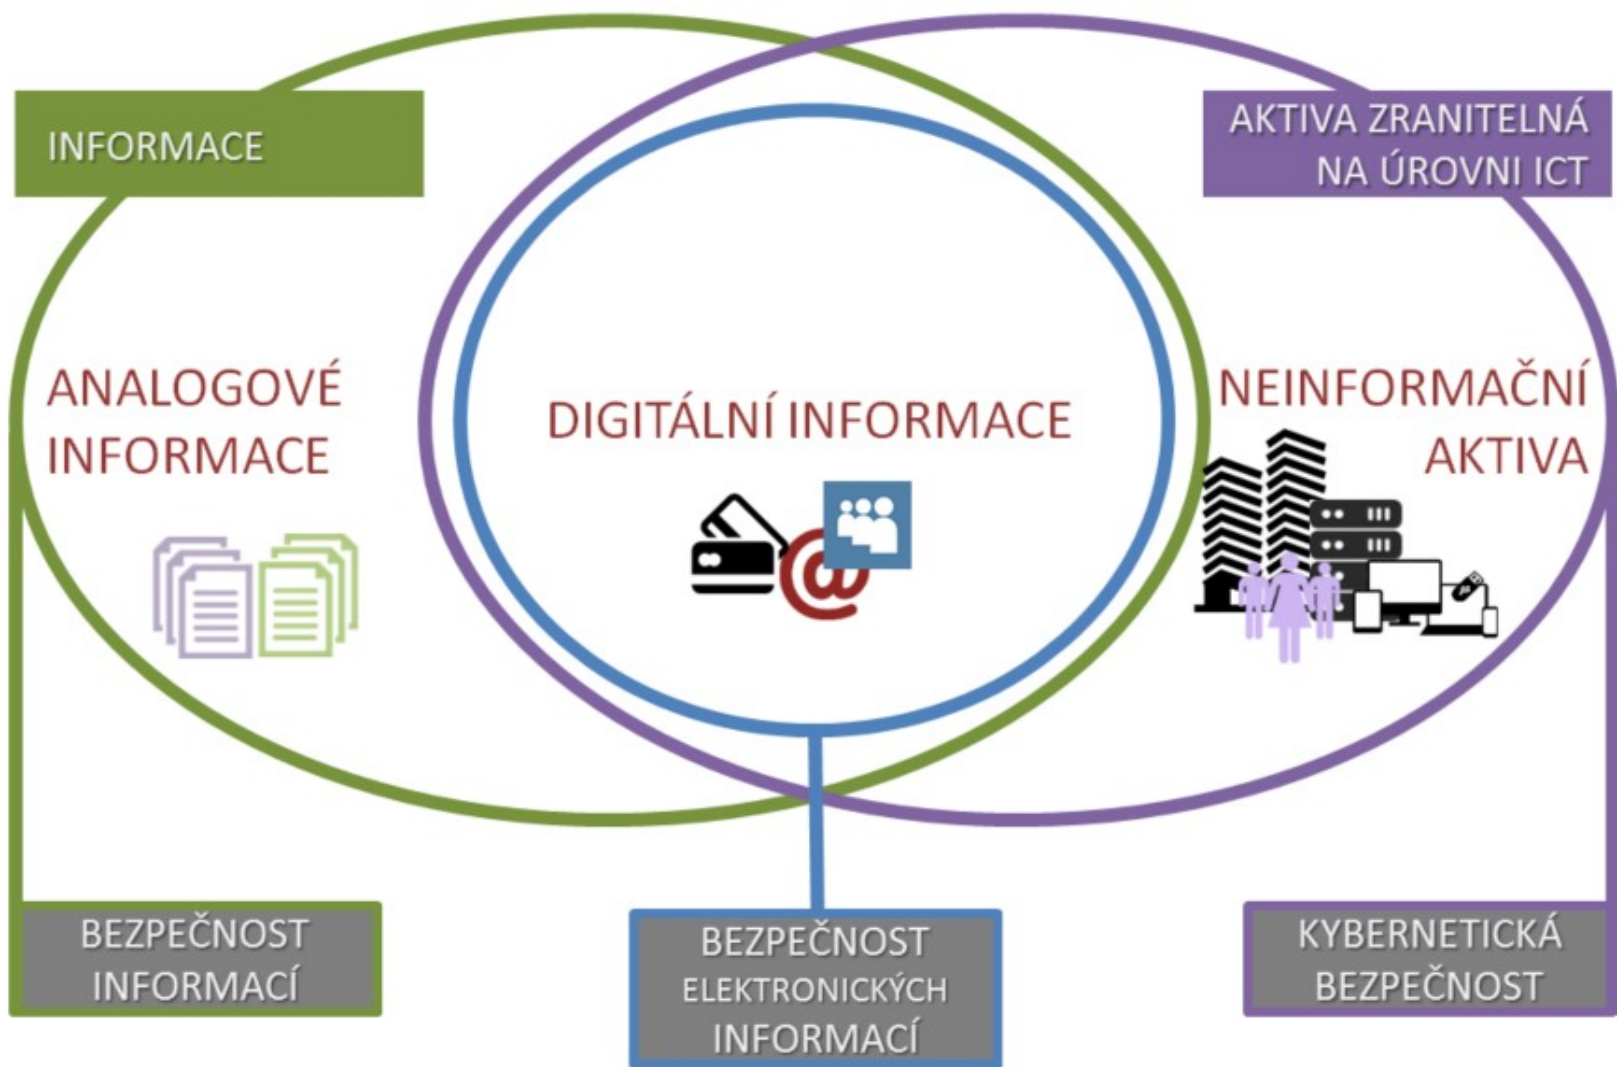 INFORMACE
AKTIVA ZRANITELNÁ
NA ÚROVNI ICT
ANALOGOVÉ
INFORMACE
DIGITÁLNÍ INFORMACE
NEINFORMAČNÍ
AKTIVA
BEZPEČNOST
INFORMACÍ
BEZPEČNOST
ELEKTRONICKÝCH
INFORMACÍ
KYBERNETICKÁ
BEZPEČNOST